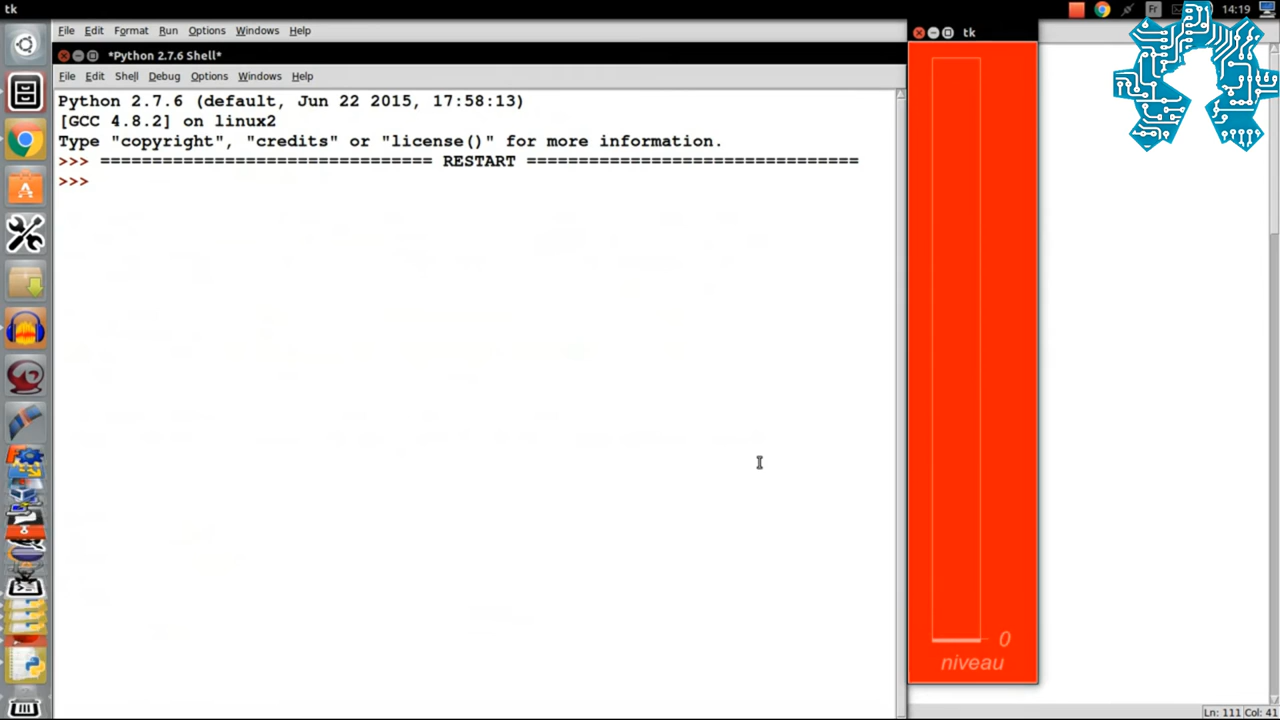 tk
Fr
14:19
File Edit Format Run Options Windows Help
tk
*Python 2.7.6 Shell*
File Edit Shell Debug Options Windows Help
Python 2.7.6 (default, Jun 22 2015, 17:58:13)
[GCC 4.8.2] on linux2
Type "copyright", "credits" or "license()" for more information.
>>> ================================ RESTART ================================
>>>
0
niveau
Ln: 111 Col: 41